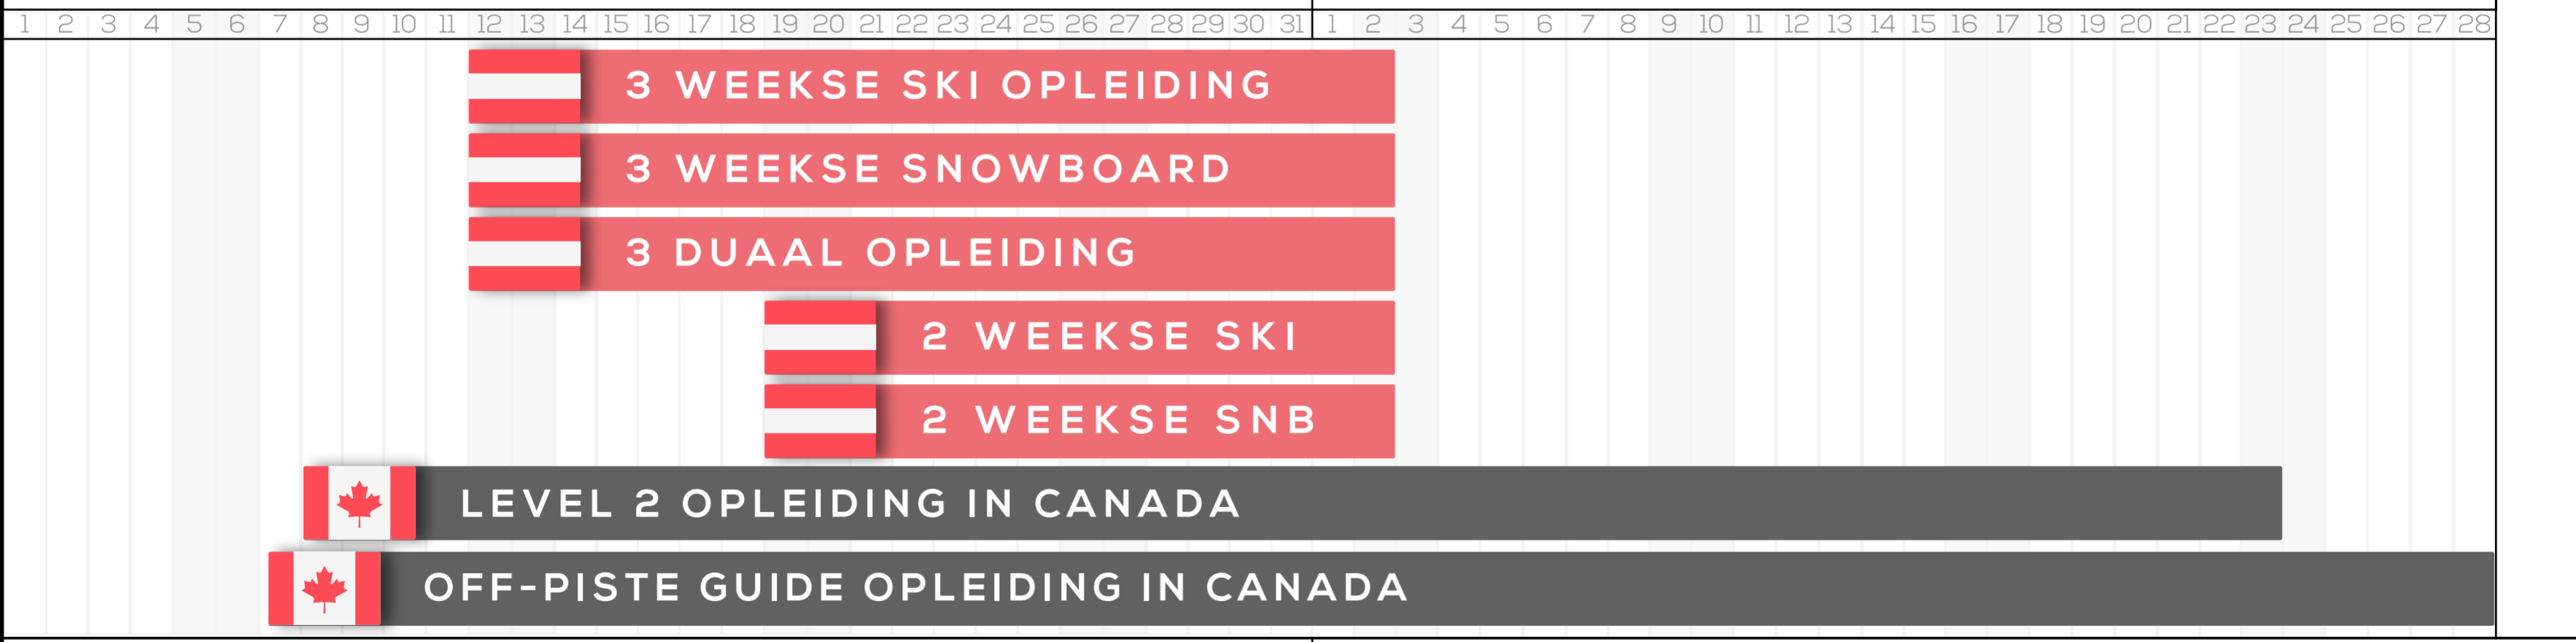 1 2 3 4 5 6 7 8 9 10 11 12 13 14 15 16 17 18 19 20 21 22 23 24 25 26 27 28 29 30 31 1 2 3 4 5 6 7 8 9 10 11 12 13 14 15 16 17 18 19 20 21 22 23 24 25 26 27 28
3 WEEKSE SKI OPLEIDING
3 WEEKSE SNOWBOARD
3 DUAAL OPLEIDING
2 WEEKSE SKI
2 WEEKSE SNB
LEVEL 2 OPLEIDING IN CANADA
OFF-PISTE GUIDE OPLEIDING IN CANADA